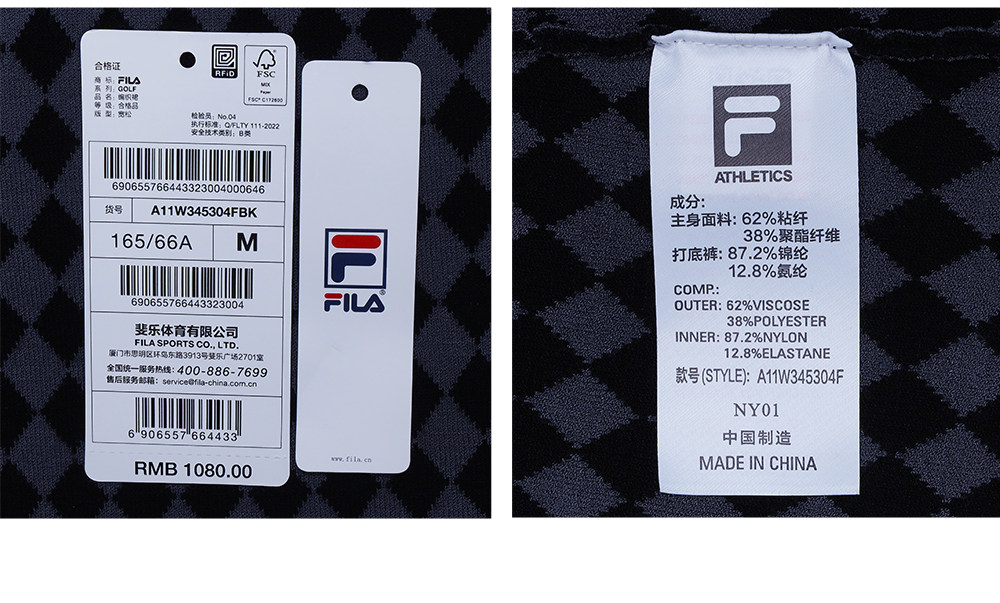 合格证
商 标: FILA
系 列: GOLF
品 名: 编织裙
等 级: 合格品
版 型: 宽松
RFID
FSC
MIX
Paper
FSC® C172600
检验员: No.04
执行标准: Q/FLTY 111-2022
安全技术类别: B类
690655766443323004000646
货号
A11W345304FBK
165/66A
M
690655766443323004
斐乐体育有限公司
FILA SPORTS CO., LTD.
厦门市思明区环岛东路3913号斐乐广场2701室
全国统一服务热线: 400-886-7699
售后服务邮箱: service@fila-china.com.cn
6 906557 664433
RMB 1080.00
FILA®
www.fila.cn
F
ATHLETICS
成分:
主身面料: 62%粘纤
38%聚酯纤维
打底裤: 87.2%锦纶
12.8%氨纶
COMP.:
OUTER: 62%VISCOSE
38%POLYESTER
INNER: 87.2%NYLON
12.8%ELASTANE
款号(STYLE): A11W345304F
NY01
中国制造
MADE IN CHINA